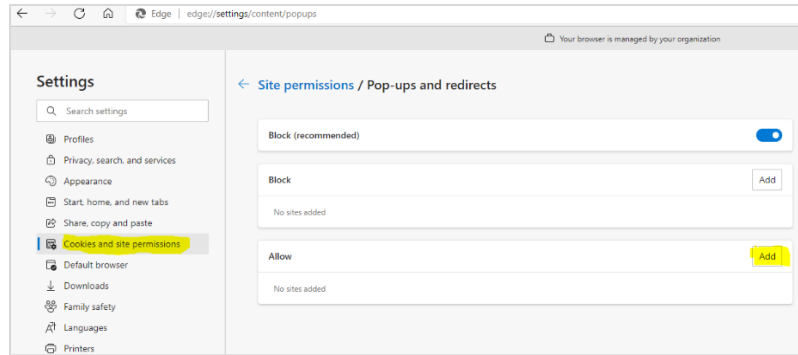 Edge | edge://settings/content/popups
Your browser is managed by your organization
Settings
Search settings
Profiles
Privacy, search, and services
Appearance
Start, home, and new tabs
Share, copy and paste
Cookies and site permissions
Default browser
Downloads
Family safety
Languages
Printers
Site permissions / Pop-ups and redirects
Block (recommended)
Block Add
No sites added
Allow Add
No sites added